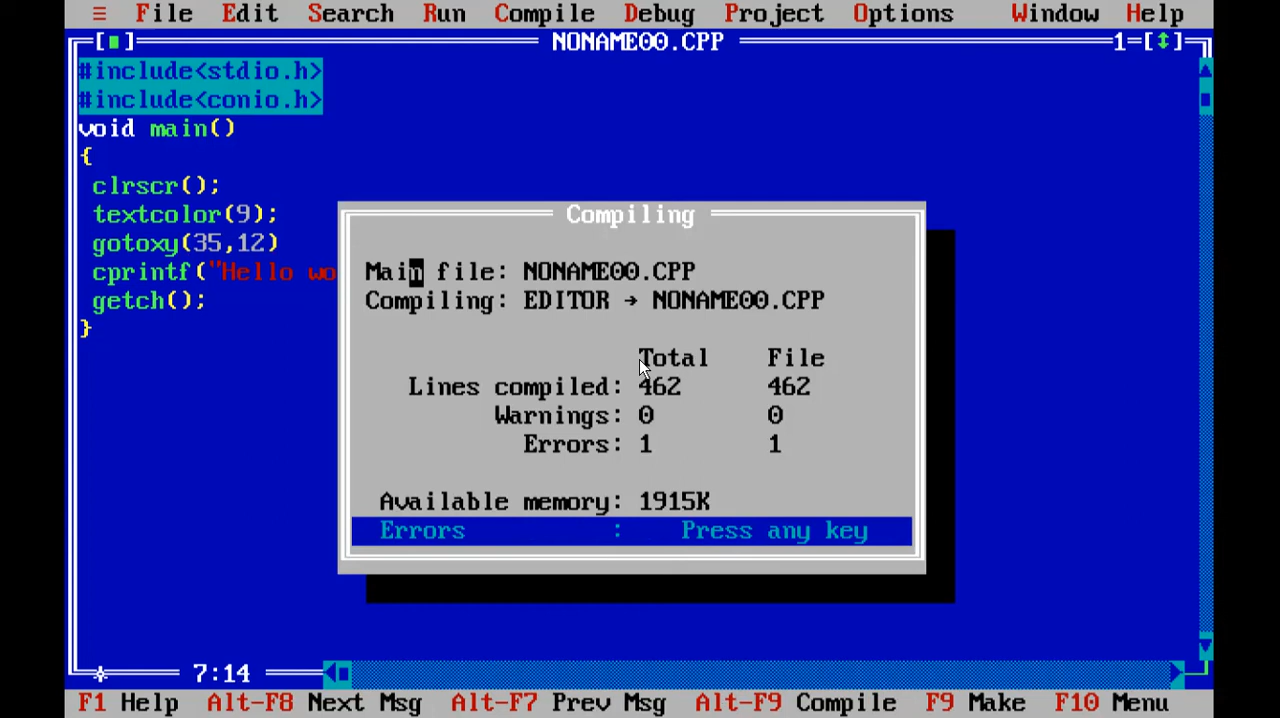 ≡ File Edit Search Run Compile Debug Project Options Window Help
[■] NONAME00.CPP 1=[↕]
#include<stdio.h>
#include<conio.h>
void main()
{
clrscr();
textcolor(9);
gotoxy(35,12)
cprintf("Hello wo
getch();
}
Compiling
Main file: NONAME00.CPP
Compiling: EDITOR → NONAME00.CPP
Total File
Lines compiled: 462 462
Warnings: 0 0
Errors: 1 1
Available memory: 1915K
Errors : Press any key
7:14
F1 Help Alt-F8 Next Msg Alt-F7 Prev Msg Alt-F9 Compile F9 Make F10 Menu